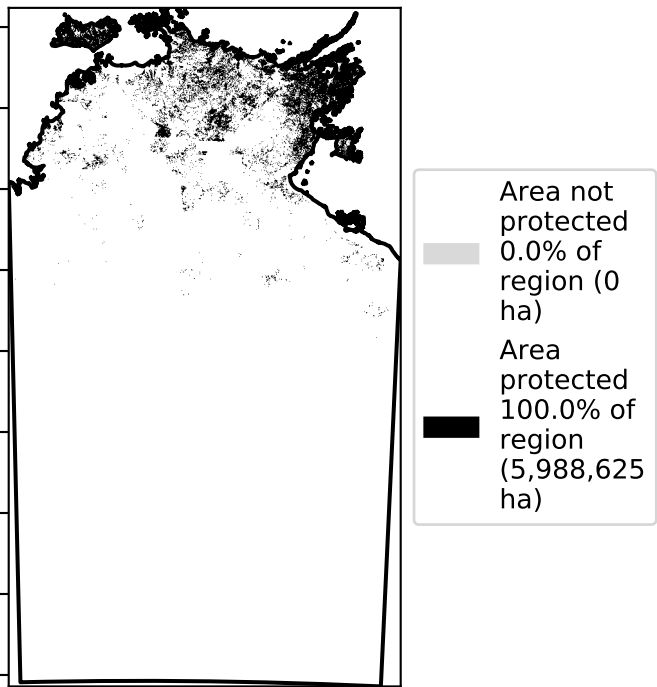 Area not
protected
0.0% of
region (0
ha)
Area
protected
100.0% of
region
(5,988,625
ha)